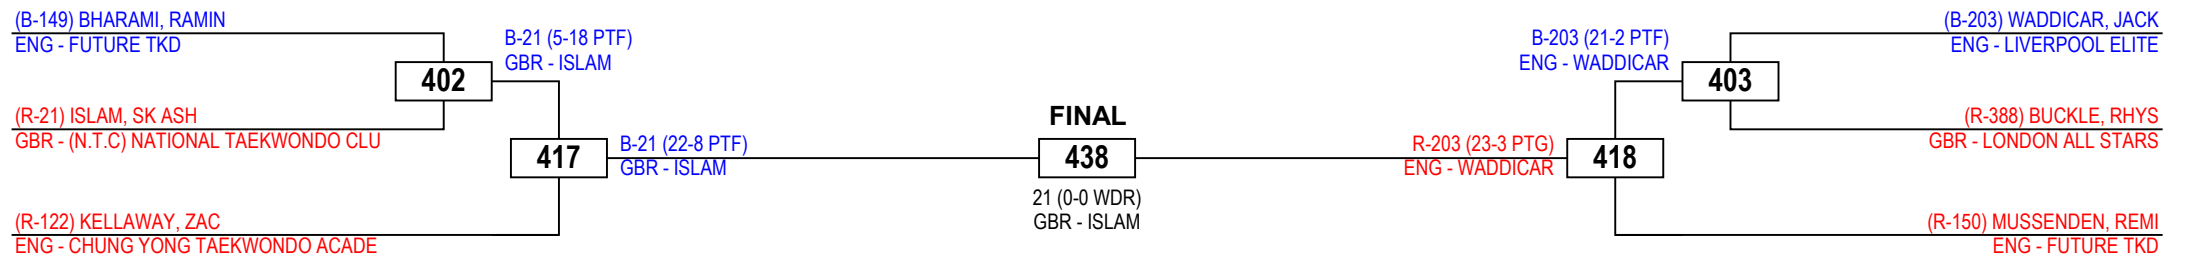 (B-149) BHARAMI, RAMIN
ENG - FUTURE TKD
(R-21) ISLAM, SK ASH
GBR - (N.T.C) NATIONAL TAEKWONDO CLU
(R-122) KELLAWAY, ZAC
ENG - CHUNG YONG TAEKWONDO ACADE
402
B-21 (5-18 PTF)
GBR - ISLAM
417
B-21 (22-8 PTF)
GBR - ISLAM
FINAL
438
21 (0-0 WDR)
GBR - ISLAM
R-203 (23-3 PTG)
ENG - WADDICAR
418
B-203 (21-2 PTF)
ENG - WADDICAR
403
(B-203) WADDICAR, JACK
ENG - LIVERPOOL ELITE
(R-388) BUCKLE, RHYS
GBR - LONDON ALL STARS
(R-150) MUSSENDEN, REMI
ENG - FUTURE TKD